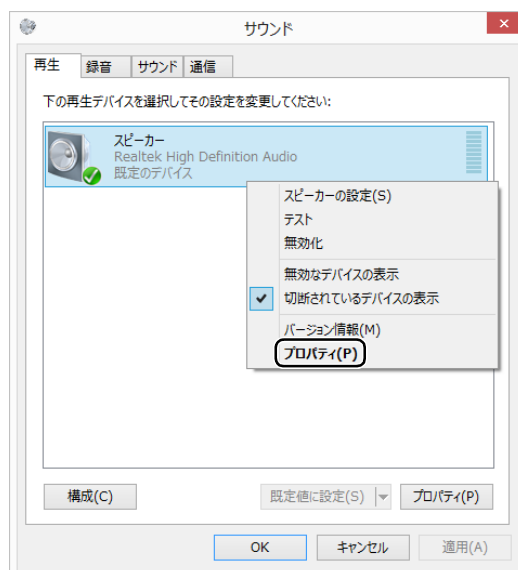 サウンド
再生 録音 サウンド 通信
下の再生デバイスを選択してその設定を変更してください:
スピーカー
Realtek High Definition Audio
既定のデバイス
スピーカーの設定(S)
テスト
無効化
無効なデバイスの表示
切断されているデバイスの表示
バージョン情報(M)
プロパティ(P)
構成(C) 既定値に設定(S) プロパティ(P)
OK キャンセル 適用(A)